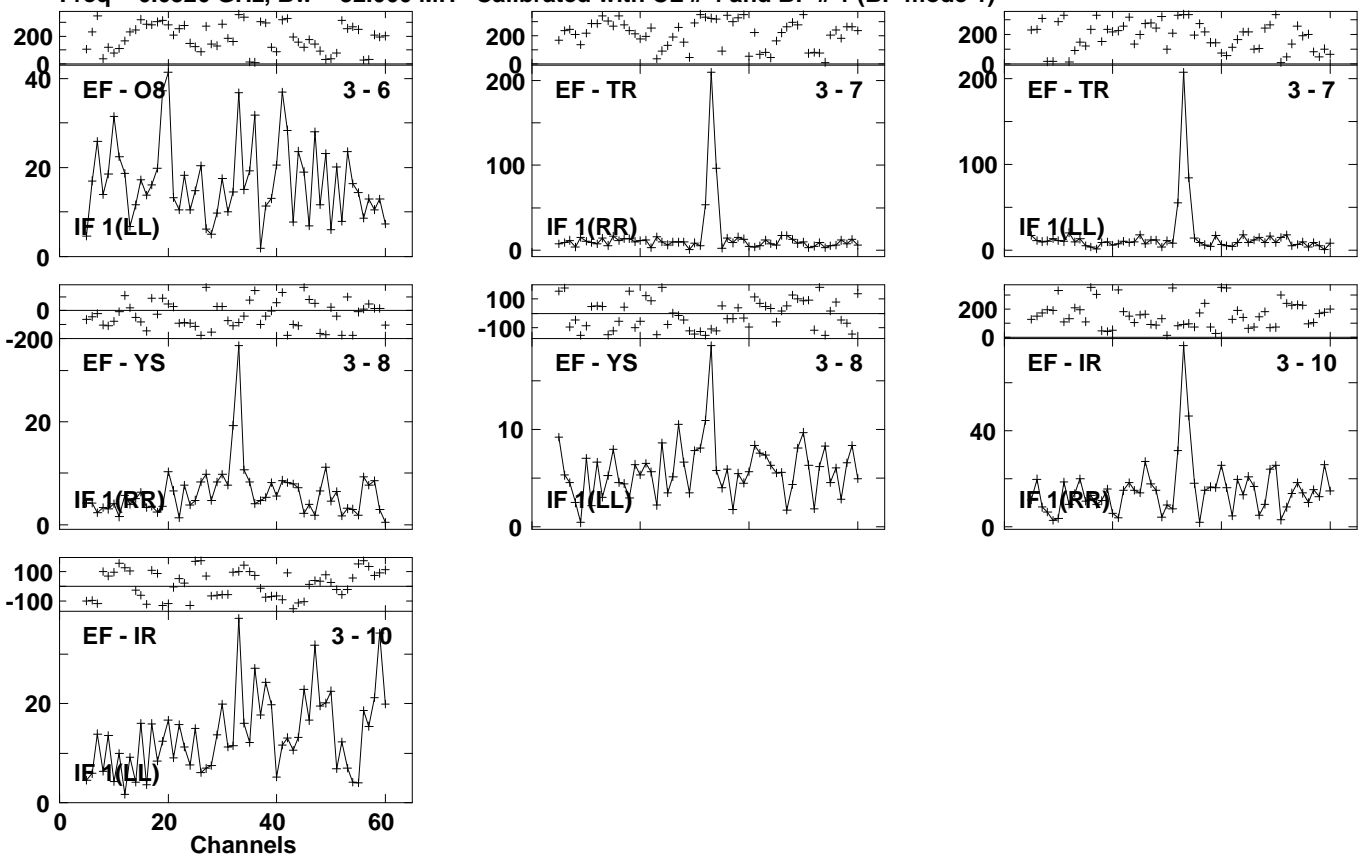 200 200 200
0 0 0
40 EF - O8 3 - 6 200 EF - TR 3 - 7 200 EF - TR 3 - 7
20 100 100
IF 1(LL) IF 1(RR) IF 1(LL)
0 0 0
0 100 200
-200 -100 0
EF - YS 3 - 8 EF - YS 3 - 8 EF - IR 3 - 10
20 10 40
IF 1(RR) IF 1(LL) IF 1(RR)
0 0 0
100
-100
EF - IR 3 - 10
20
IF 1(LL)
0
0 20 40 60
Channels